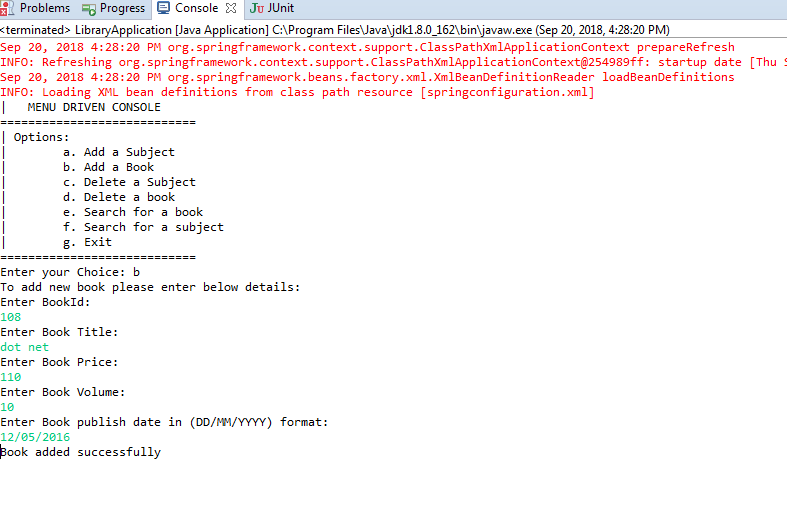 Problems Progress Console JUnit
<terminated> LibraryApplication [Java Application] C:\Program Files\Java\jdk1.8.0_162\bin\javaw.exe (Sep 20, 2018, 4:28:20 PM)
Sep 20, 2018 4:28:20 PM org.springframework.context.support.ClassPathXmlApplicationContext prepareRefresh
INFO: Refreshing org.springframework.context.support.ClassPathXmlApplicationContext@254989ff: startup date [Thu S
Sep 20, 2018 4:28:20 PM org.springframework.beans.factory.xml.XmlBeanDefinitionReader loadBeanDefinitions
INFO: Loading XML bean definitions from class path resource [springconfiguration.xml]
|   MENU DRIVEN CONSOLE
============================
| Options:
|        a. Add a Subject
|        b. Add a Book
|        c. Delete a Subject
|        d. Delete a book
|        e. Search for a book
|        f. Search for a subject
|        g. Exit
============================
Enter your Choice: b
To add new book please enter below details:
Enter BookId:
108
Enter Book Title:
dot net
Enter Book Price:
110
Enter Book Volume:
10
Enter Book publish date in (DD/MM/YYYY) format:
12/05/2016
Book added successfully